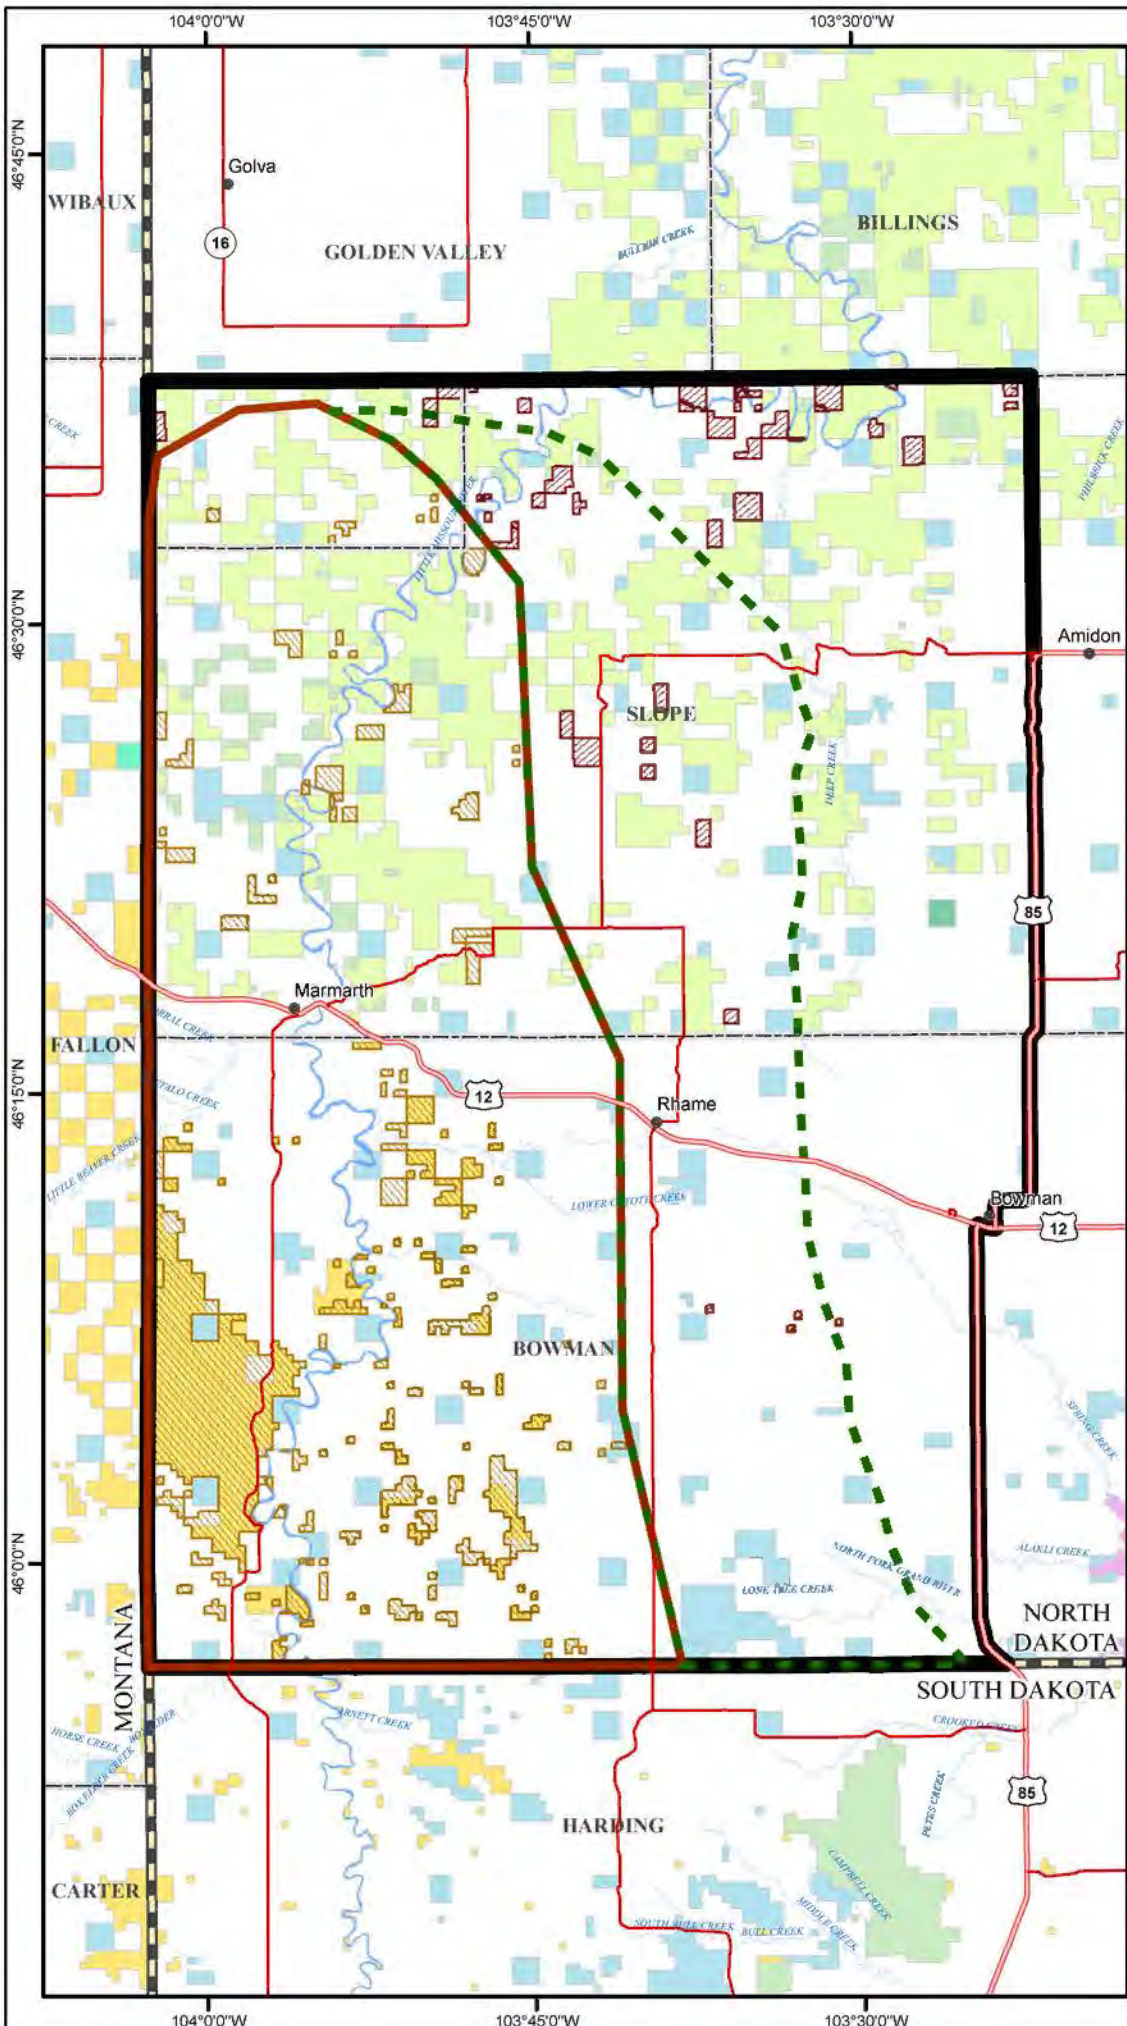 104°0'0"W
103°45'0"W
103°30'0"W
46°45'0"N
Golva
WIBAUX
BILLINGS
16
GOLDEN VALLEY
BULLION CREEK
CREEK
PHILBRICK CREEK
LITTLE MISSOURI RIVER
46°30'0"N
Amidon
SLOPE
DEEP CREEK
85
Marmarth
FALLON
12
46°15'0"N
Rhame
LITTLE BEAVER CREEK
LOWER COYOTE CREEK
Bowman
12
BOWMAN
SPRING CREEK
46°0'0"N
ALAKLI CREEK
NORTH FORK GRAND RIVER
LONE TREE CREEK
MONTANA
NORTH
DAKOTA
SOUTH DAKOTA
ARNETT CREEK
CROOKED CREEK
HORSE CREEK
BOXELDER
BOXELDER CREEK
85
PETES CREEK
HARDING
CARTER
CAMPBELL CREEK
MIDDLE CREEK
SOUTH BULL CREEK
BULL CREEK
104°0'0"W
103°45'0"W
103°30'0"W